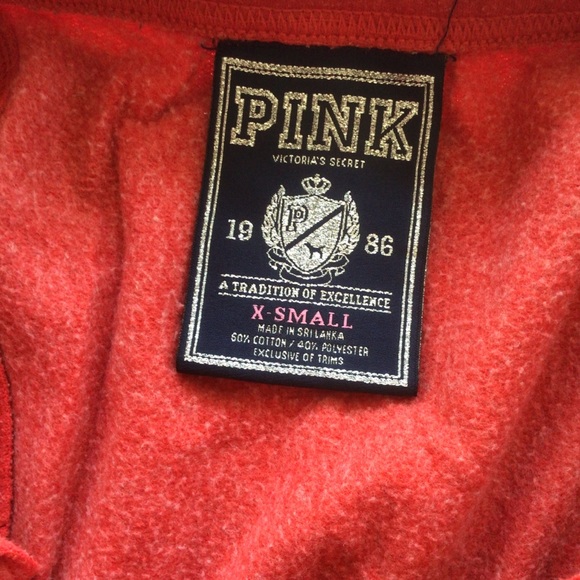 PINK
VICTORIA'S SECRET
P
19 86
A TRADITION OF EXCELLENCE
X-SMALL
MADE IN SRI LANKA
60% COTTON / 40% POLYESTER
EXCLUSIVE OF TRIMS